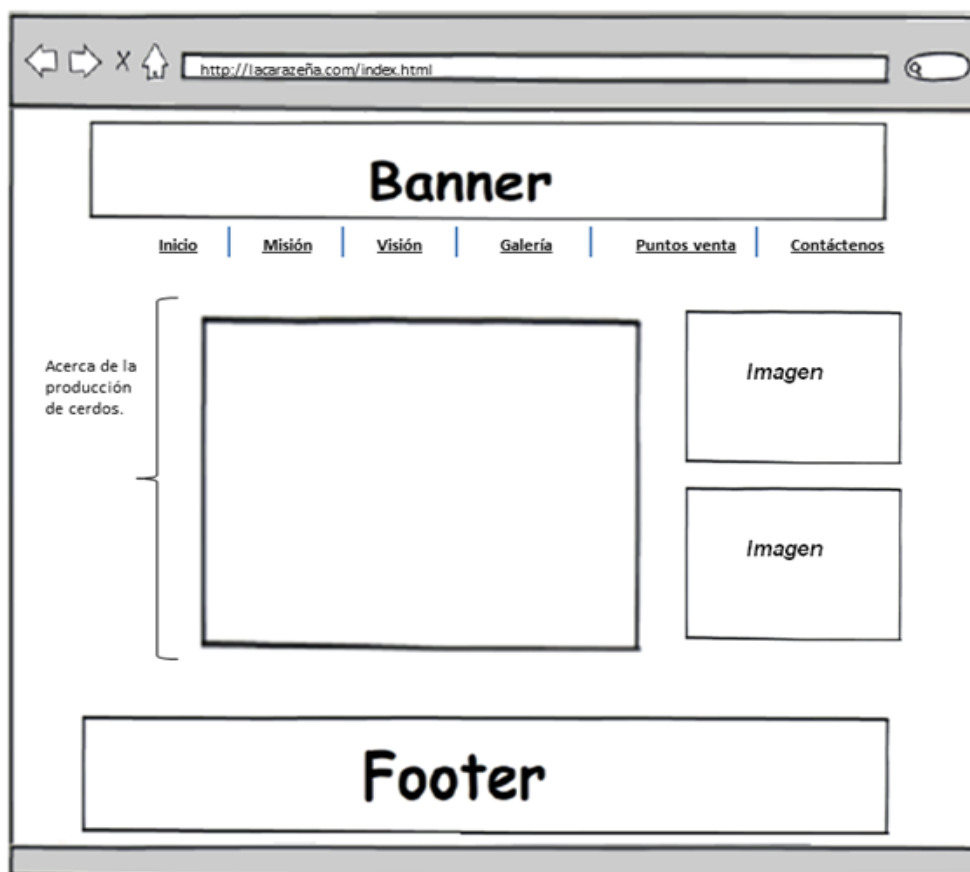 http://lacarazeña.com/index.html
Banner
Inicio Misión Visión Galería Puntos venta Contáctenos
Acerca de la
producción
de cerdos.
Imagen
Imagen
Footer